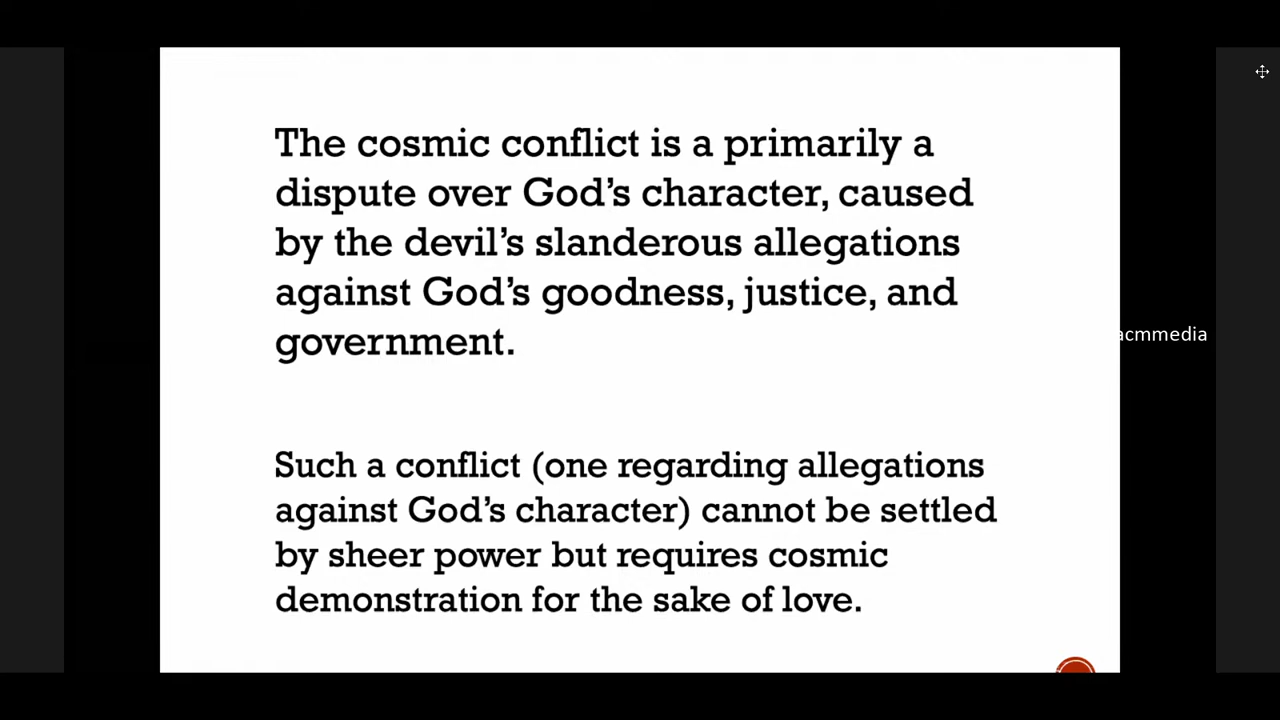 The cosmic conflict is a primarily a
dispute over God's character, caused
by the devil's slanderous allegations
against God's goodness, justice, and
government.
Such a conflict (one regarding allegations
against God's character) cannot be settled
by sheer power but requires cosmic
demonstration for the sake of love.
acmmedia